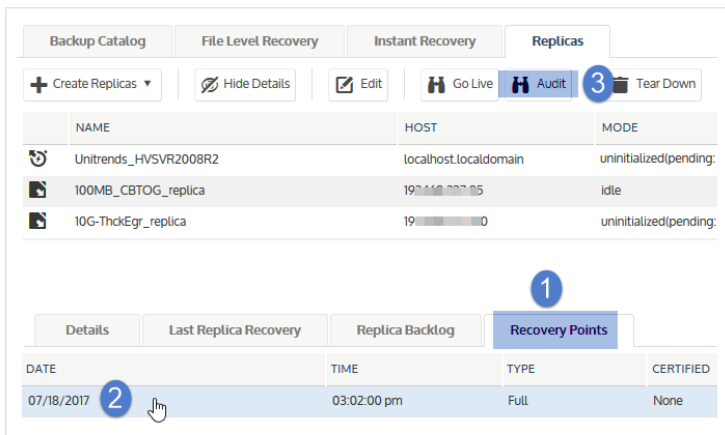 Backup Catalog File Level Recovery Instant Recovery Replicas
Create Replicas Hide Details Edit Go Live Audit 3 Tear Down
NAME HOST MODE
Unitrends_HVSVR2008R2 localhost.localdomain uninitialized(pending:
100MB_CBTOG_replica idle
10G-ThckEgr_replica uninitialized(pending:
1
Details Last Replica Recovery Replica Backlog Recovery Points
DATE TIME TYPE CERTIFIED
07/18/2017 2 03:02:00 pm Full None